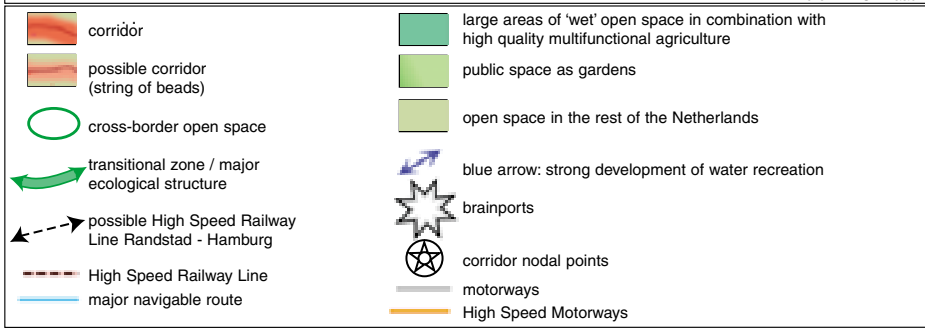 corridor
possible corridor
(string of beads)
cross-border open space
transitional zone / major
ecological structure
possible High Speed Railway
Line Randstad - Hamburg
High Speed Railway Line
major navigable route
large areas of ‘wet’ open space in combination with
high quality multifunctional agriculture
public space as gardens
open space in the rest of the Netherlands
blue arrow: strong development of water recreation
brainports
corridor nodal points
motorways
High Speed Motorways